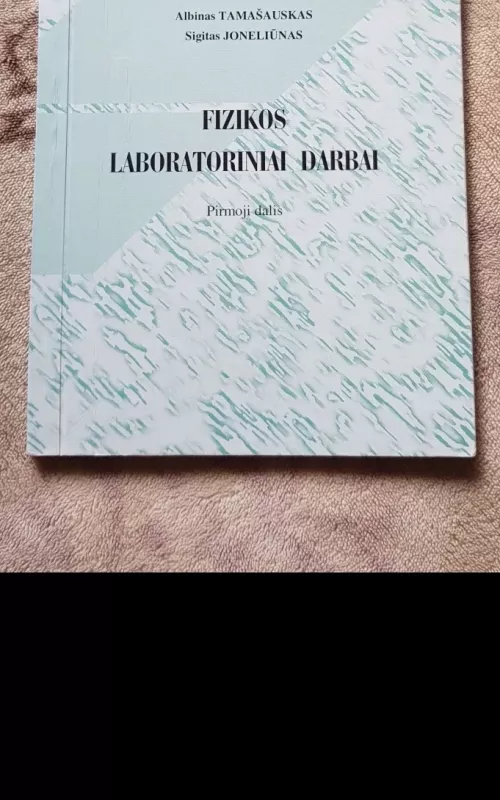 Albinas TAMAŠAUSKAS
Sigitas JONELIŪNAS
FIZIKOS
LABORATORINIAI DARBAI
Pirmoji dalis